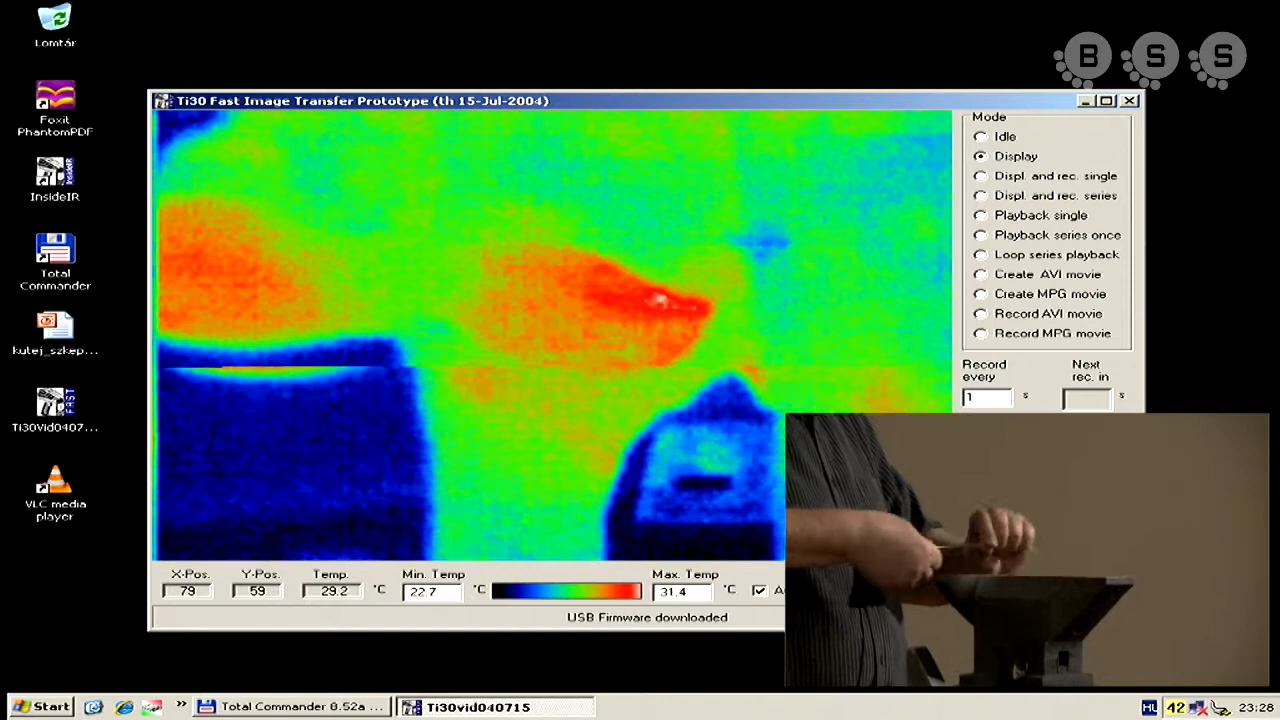 Lomtár
Foxit
PhantomPDF
InsideIR
Total
Commander
kutej_szkep...
Ti30Vid0407...
VLC media
player
BSS
Ti30 Fast Image Transfer Prototype (th 15-Jul-2004)
Mode
Idle
Display
Displ. and rec. single
Displ. and rec. series
Playback single
Playback series once
Loop series playback
Create AVI movie
Create MPG movie
Record AVI movie
Record MPG movie
Record
every
Next
rec. in
1 s
s
X-Pos. Y-Pos. Temp. Min. Temp Max. Temp
79 59 29.2 °C 22.7 °C 31.4 °C
USB Firmware downloaded
Start
Total Commander 8.52a ...
Ti30vid040715
HU 42 23:28